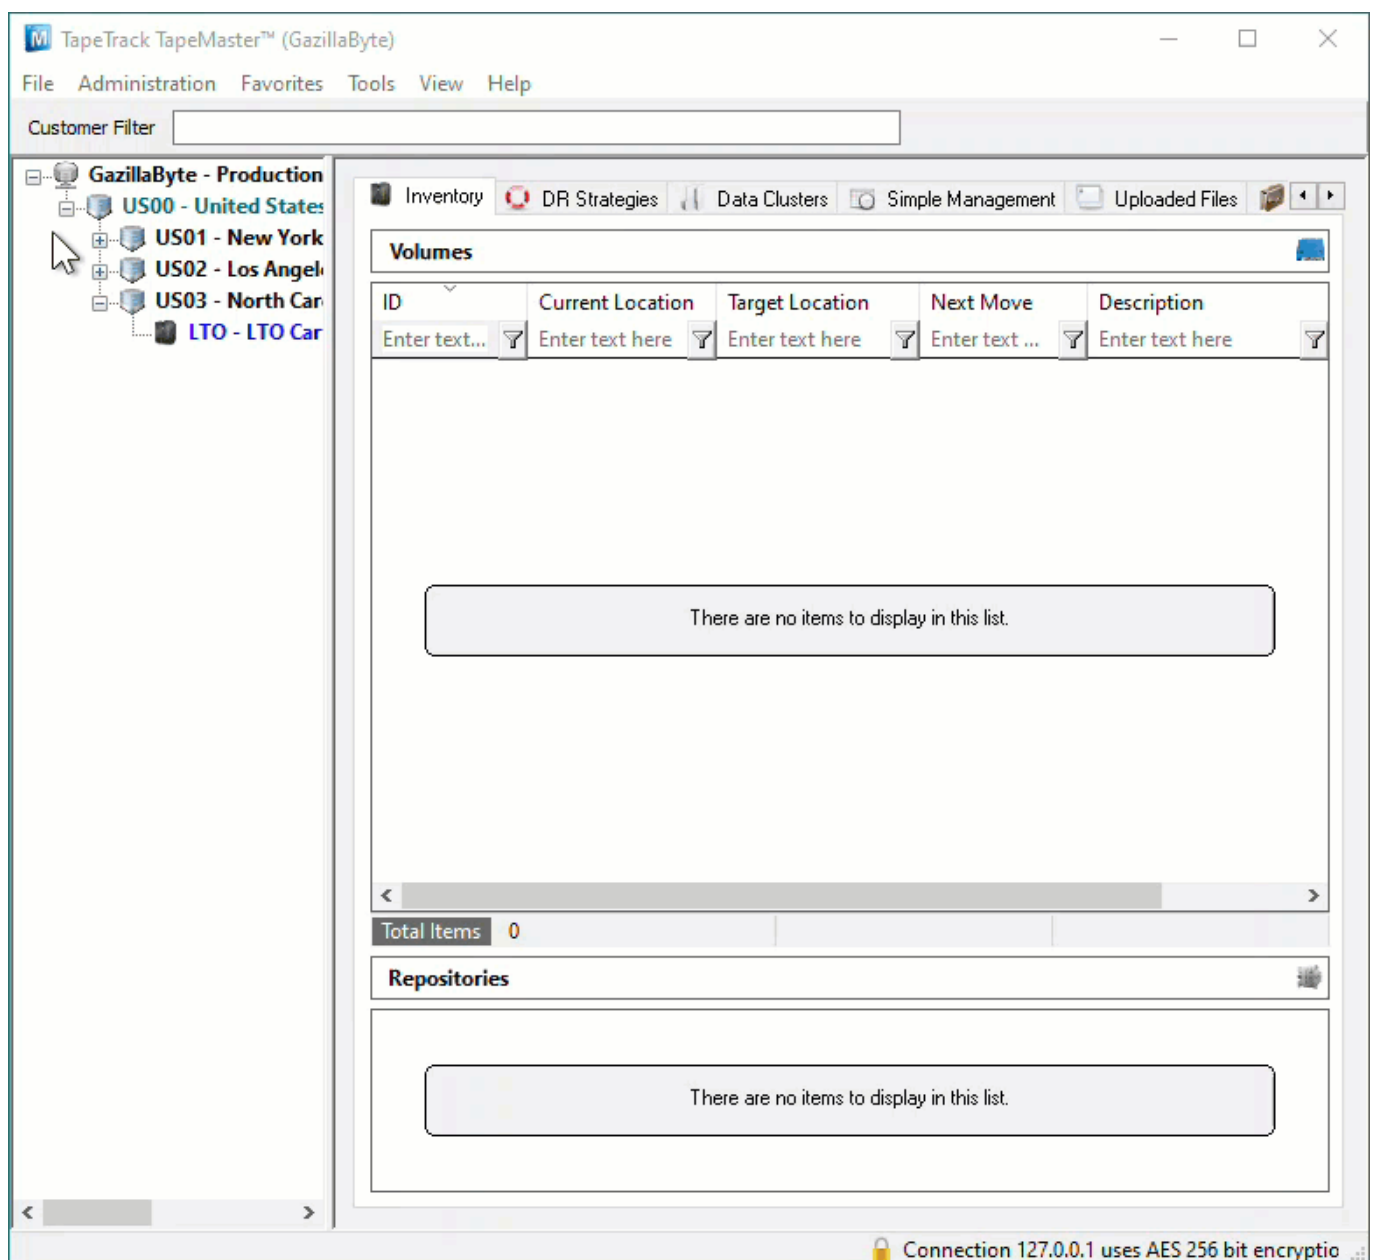 TapeTrack TapeMaster™ (GazillaByte)
File Administration Favorites Tools View Help
Customer Filter
GazillaByte - Production
US00 - United States
US01 - New York
US02 - Los Angel
US03 - North Car
LTO - LTO Car
Inventory DR Strategies Data Clusters Simple Management Uploaded Files
Volumes
ID Current Location Target Location Next Move Description
Enter text... Enter text here Enter text here Enter text ... Enter text here
There are no items to display in this list.
Total Items 0
Repositories
There are no items to display in this list.
Connection 127.0.0.1 uses AES 256 bit encryptio